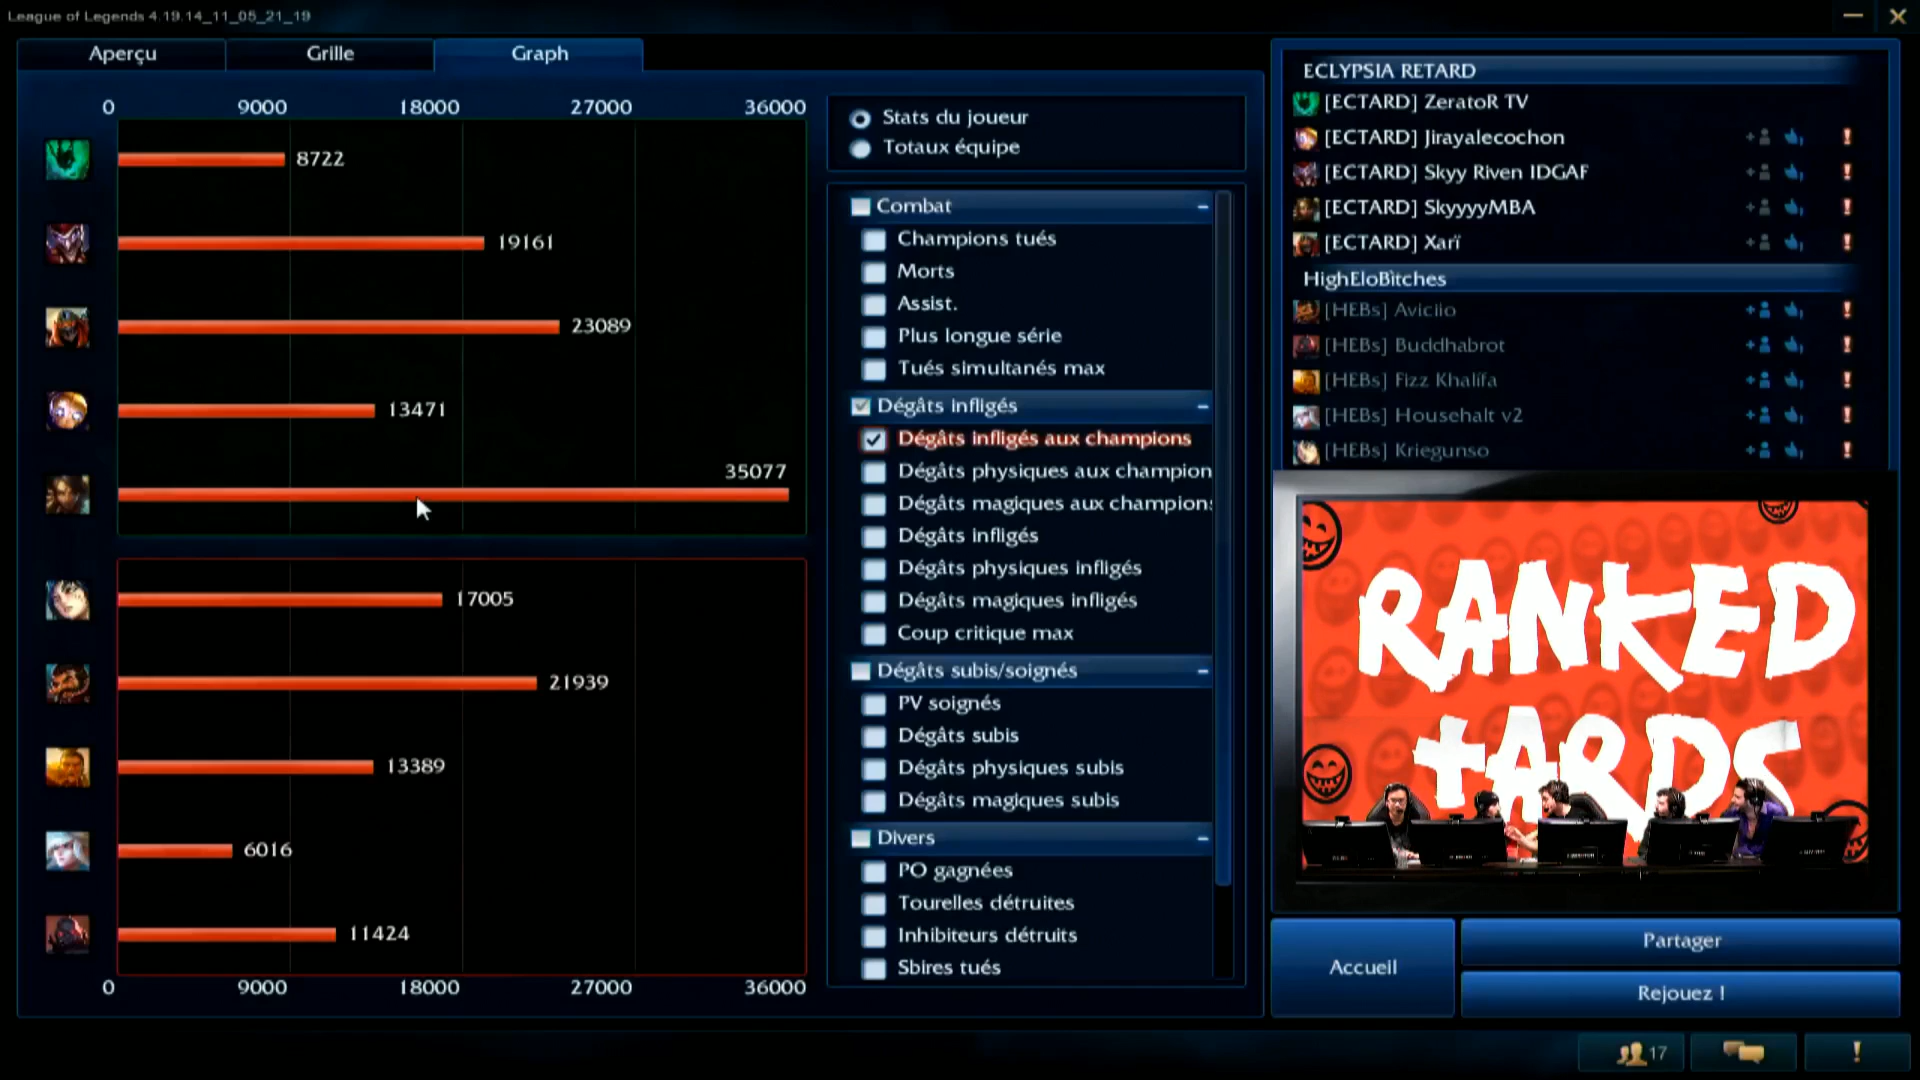 League of Legends 4.19.14_11_05_21_19
Aperçu
Grille
Graph
0 9000 18000 27000 36000
8722
19161
23089
13471
35077
17005
21939
13389
6016
11424
0 9000 18000 27000 36000
Stats du joueur
Totaux équipe
Combat
Champions tués
Morts
Assist.
Plus longue série
Tués simultanés max
Dégâts infligés
Dégâts infligés aux champions
Dégâts physiques aux champion
Dégâts magiques aux champions
Dégâts infligés
Dégâts physiques infligés
Dégâts magiques infligés
Coup critique max
Dégâts subis/soignés
PV soignés
Dégâts subis
Dégâts physiques subis
Dégâts magiques subis
Divers
PO gagnées
Tourelles détruites
Inhibiteurs détruits
Sbires tués
ECLYPSIA RETARD
[ECTARD] ZeratoR TV
[ECTARD] Jirayalecochon
[ECTARD] Skyy Riven IDGAF
[ECTARD] SkyyyyMBA
[ECTARD] Xarï
HighEloBitches
[HEBs] Aviciio
[HEBs] Buddhabrot
[HEBs] Fizz Khalifa
[HEBs] Househalt v2
[HEBs] Kriegunso
RANKED
tARDS
Accueil
Partager
Rejouez !
17